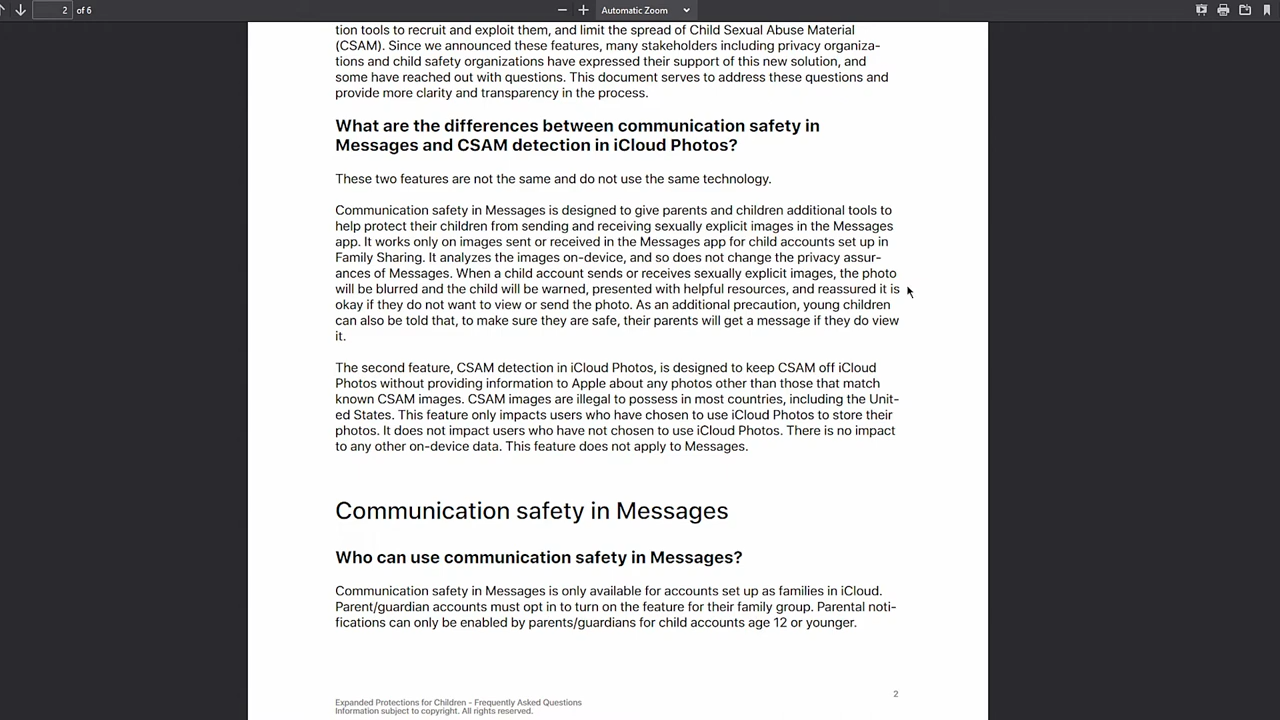 2
of 6
Automatic Zoom
tion tools to recruit and exploit them, and limit the spread of Child Sexual Abuse Material
(CSAM). Since we announced these features, many stakeholders including privacy organiza-
tions and child safety organizations have expressed their support of this new solution, and
some have reached out with questions. This document serves to address these questions and
provide more clarity and transparency in the process.
What are the differences between communication safety in
Messages and CSAM detection in iCloud Photos?
These two features are not the same and do not use the same technology.
Communication safety in Messages is designed to give parents and children additional tools to
help protect their children from sending and receiving sexually explicit images in the Messages
app. It works only on images sent or received in the Messages app for child accounts set up in
Family Sharing. It analyzes the images on-device, and so does not change the privacy assur-
ances of Messages. When a child account sends or receives sexually explicit images, the photo
will be blurred and the child will be warned, presented with helpful resources, and reassured it is
okay if they do not want to view or send the photo. As an additional precaution, young children
can also be told that, to make sure they are safe, their parents will get a message if they do view
it.
The second feature, CSAM detection in iCloud Photos, is designed to keep CSAM off iCloud
Photos without providing information to Apple about any photos other than those that match
known CSAM images. CSAM images are illegal to possess in most countries, including the Unit-
ed States. This feature only impacts users who have chosen to use iCloud Photos to store their
photos. It does not impact users who have not chosen to use iCloud Photos. There is no impact
to any other on-device data. This feature does not apply to Messages.
Communication safety in Messages
Who can use communication safety in Messages?
Communication safety in Messages is only available for accounts set up as families in iCloud.
Parent/guardian accounts must opt in to turn on the feature for their family group. Parental noti-
fications can only be enabled by parents/guardians for child accounts age 12 or younger.
2
Expanded Protections for Children - Frequently Asked Questions
Information subject to copyright. All rights reserved.